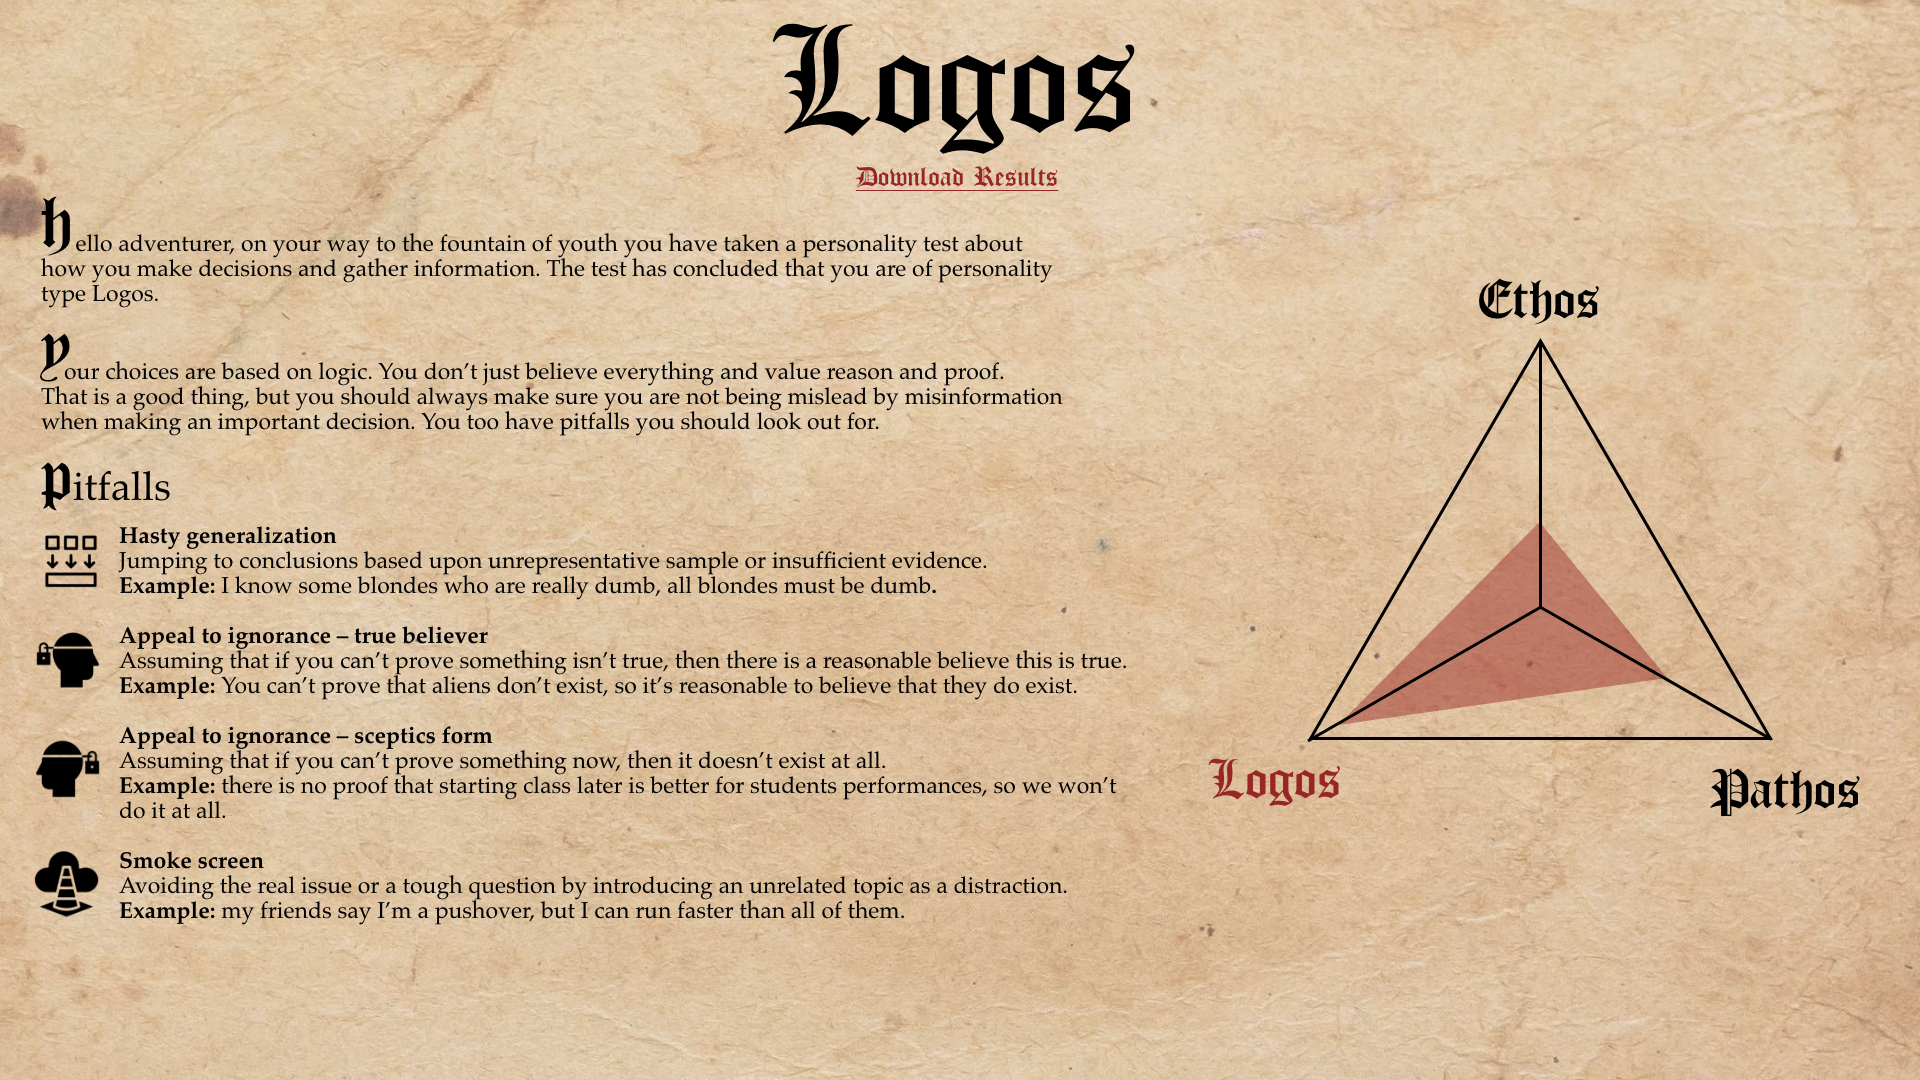 Logos
Download Results
hello adventurer, on your way to the fountain of youth you have taken a personality test about
how you make decisions and gather information. The test has concluded that you are of personality
type Logos.
Your choices are based on logic. You don’t just believe everything and value reason and proof.
That is a good thing, but you should always make sure you are not being mislead by misinformation
when making an important decision. You too have pitfalls you should look out for.
Pitfalls
Hasty generalization
Jumping to conclusions based upon unrepresentative sample or insufficient evidence.
Example: I know some blondes who are really dumb, all blondes must be dumb.
Appeal to ignorance – true believer
Assuming that if you can’t prove something isn’t true, then there is a reasonable believe this is true.
Example: You can’t prove that aliens don’t exist, so it’s reasonable to believe that they do exist.
Appeal to ignorance – sceptics form
Assuming that if you can’t prove something now, then it doesn’t exist at all.
Example: there is no proof that starting class later is better for students performances, so we won’t
do it at all.
Smoke screen
Avoiding the real issue or a tough question by introducing an unrelated topic as a distraction.
Example: my friends say I’m a pushover, but I can run faster than all of them.
Ethos
Logos
Pathos